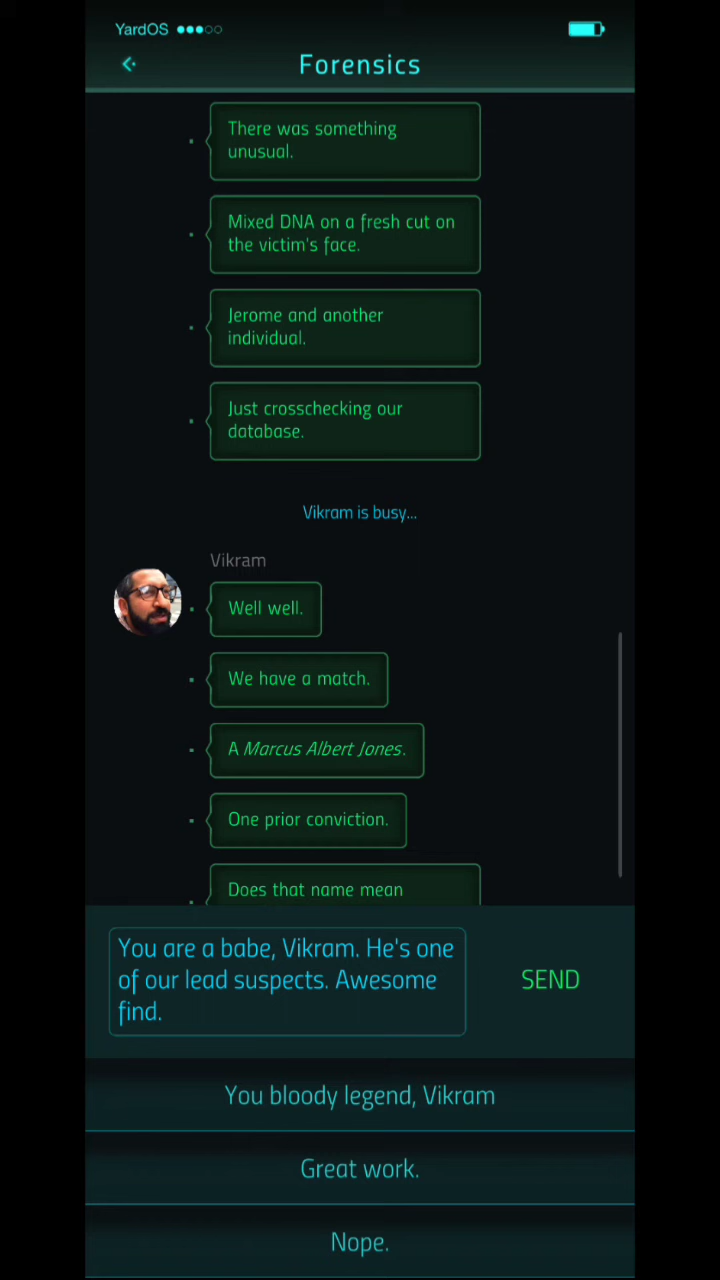 YardOS
Forensics
There was something
unusual.
Mixed DNA on a fresh cut on
the victim's face.
Jerome and another
individual.
Just crosschecking our
database.
Vikram is busy...
Vikram
Well well.
We have a match.
A Marcus Albert Jones.
One prior conviction.
Does that name mean
You are a babe, Vikram. He's one
of our lead suspects. Awesome
find.
SEND
You bloody legend, Vikram
Great work.
Nope.